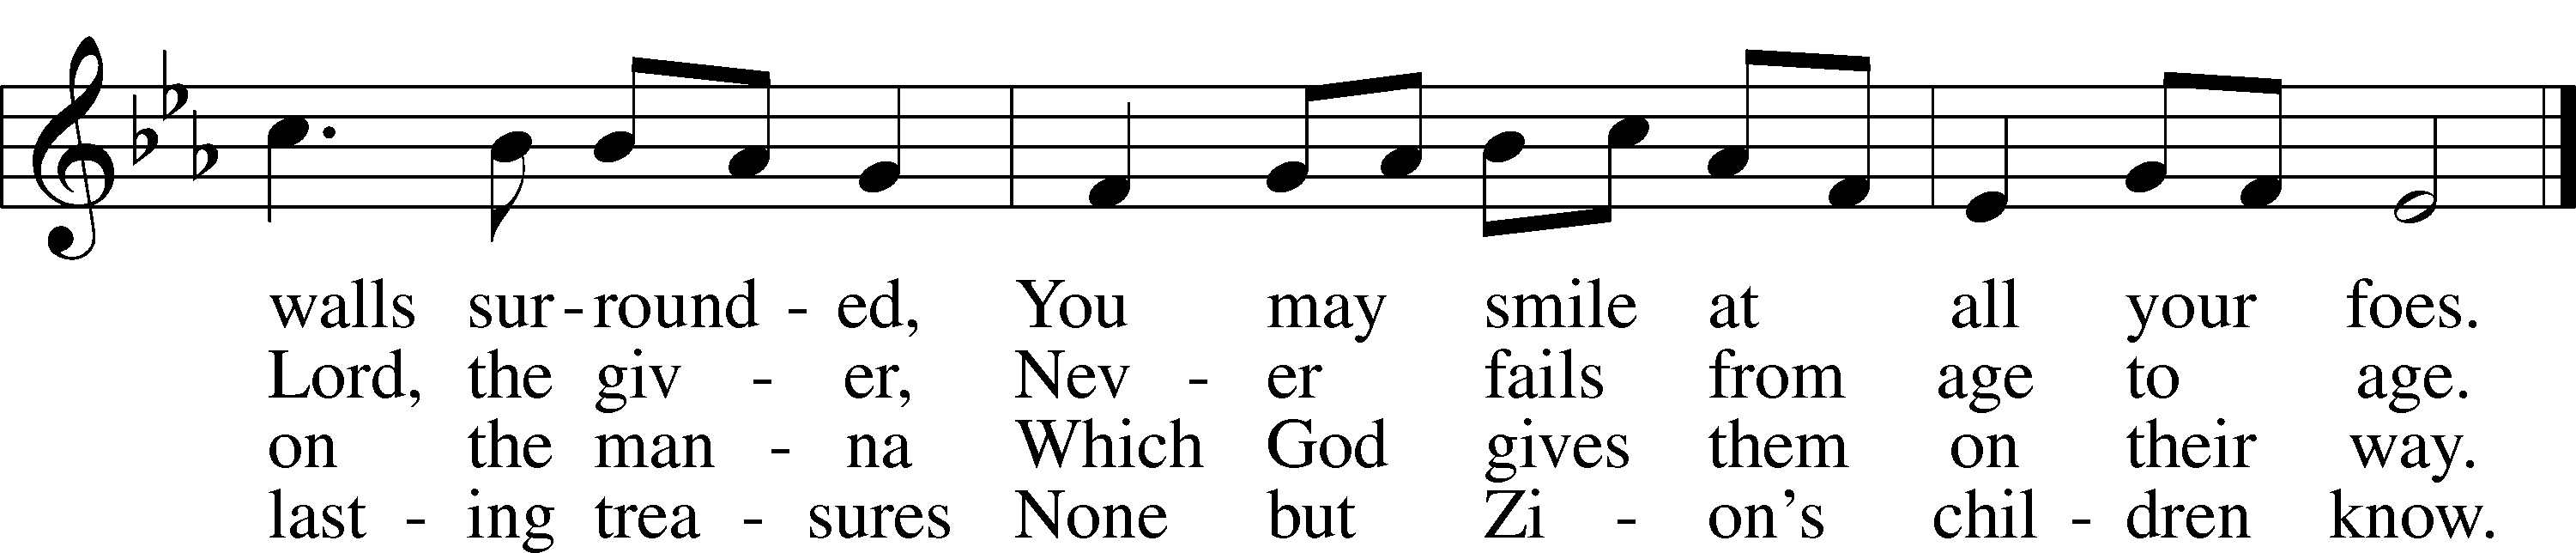 walls sur-round - ed, You may smile at all your foes.
Lord, the giv - er, Nev - er fails from age to age.
on the man - na Which God gives them on their way.
last - ing trea - sures None but Zi - on's chil - dren know.